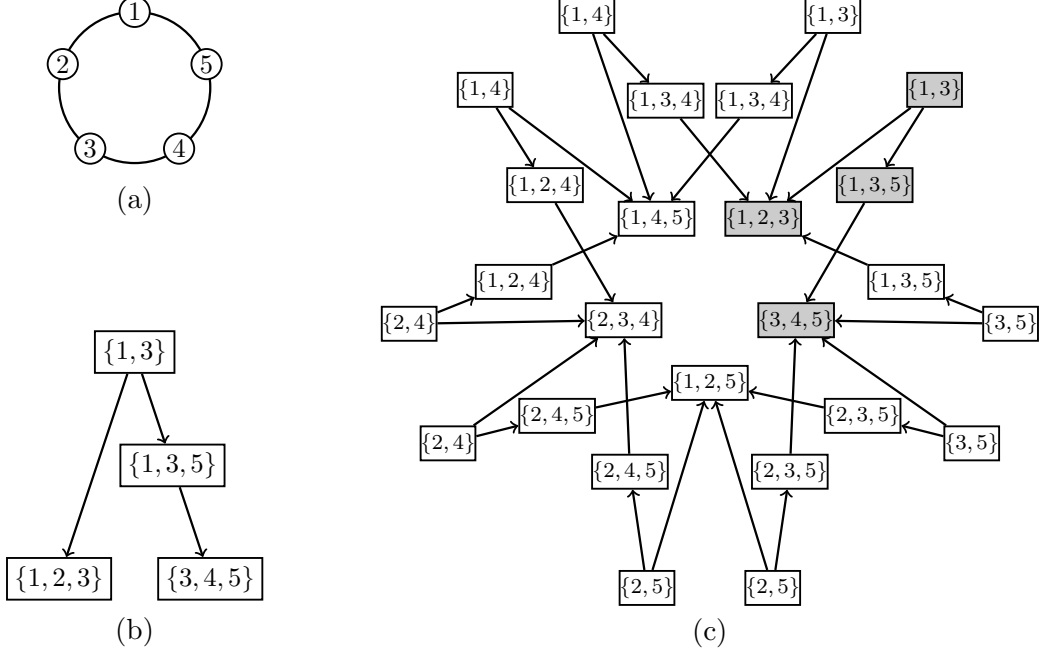 1
2
5
3
4
(a)
{1, 3}
{1, 3, 5}
{1, 2, 3}
{3, 4, 5}
(b)
{1, 4}
{1, 3}
{1, 4}
{1, 3, 4}
{1, 3, 4}
{1, 3}
{1, 2, 4}
{1, 3, 5}
{1, 4, 5}
{1, 2, 3}
{1, 2, 4}
{1, 3, 5}
{2, 4}
{2, 3, 4}
{3, 4, 5}
{3, 5}
{1, 2, 5}
{2, 4, 5}
{2, 3, 5}
{2, 4}
{3, 5}
{2, 4, 5}
{2, 3, 5}
{2, 5}
{2, 5}
(c)